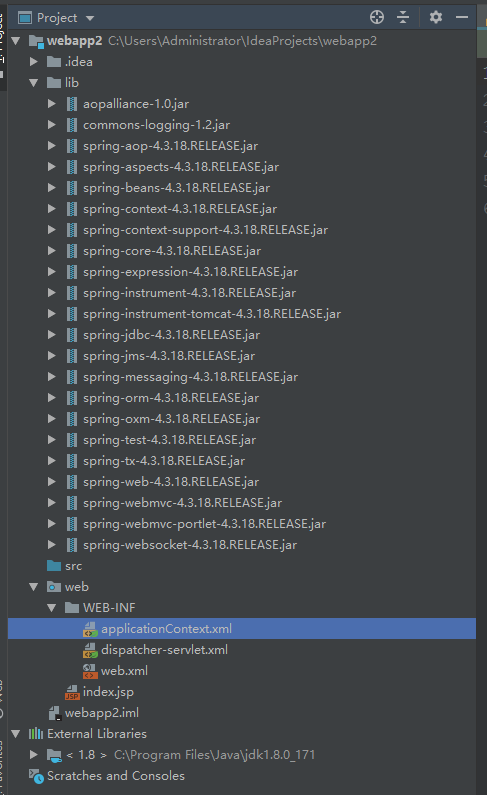 Project
webapp2 C:\Users\Administrator\IdeaProjects\webapp2
.idea
lib
aopalliance-1.0.jar
commons-logging-1.2.jar
spring-aop-4.3.18.RELEASE.jar
spring-aspects-4.3.18.RELEASE.jar
spring-beans-4.3.18.RELEASE.jar
spring-context-4.3.18.RELEASE.jar
spring-context-support-4.3.18.RELEASE.jar
spring-core-4.3.18.RELEASE.jar
spring-expression-4.3.18.RELEASE.jar
spring-instrument-4.3.18.RELEASE.jar
spring-instrument-tomcat-4.3.18.RELEASE.jar
spring-jdbc-4.3.18.RELEASE.jar
spring-jms-4.3.18.RELEASE.jar
spring-messaging-4.3.18.RELEASE.jar
spring-orm-4.3.18.RELEASE.jar
spring-oxm-4.3.18.RELEASE.jar
spring-test-4.3.18.RELEASE.jar
spring-tx-4.3.18.RELEASE.jar
spring-web-4.3.18.RELEASE.jar
spring-webmvc-4.3.18.RELEASE.jar
spring-webmvc-portlet-4.3.18.RELEASE.jar
spring-websocket-4.3.18.RELEASE.jar
src
web
WEB-INF
applicationContext.xml
dispatcher-servlet.xml
web.xml
JSP index.jsp
webapp2.iml
External Libraries
< 1.8 > C:\Program Files\Java\jdk1.8.0_171
Scratches and Consoles